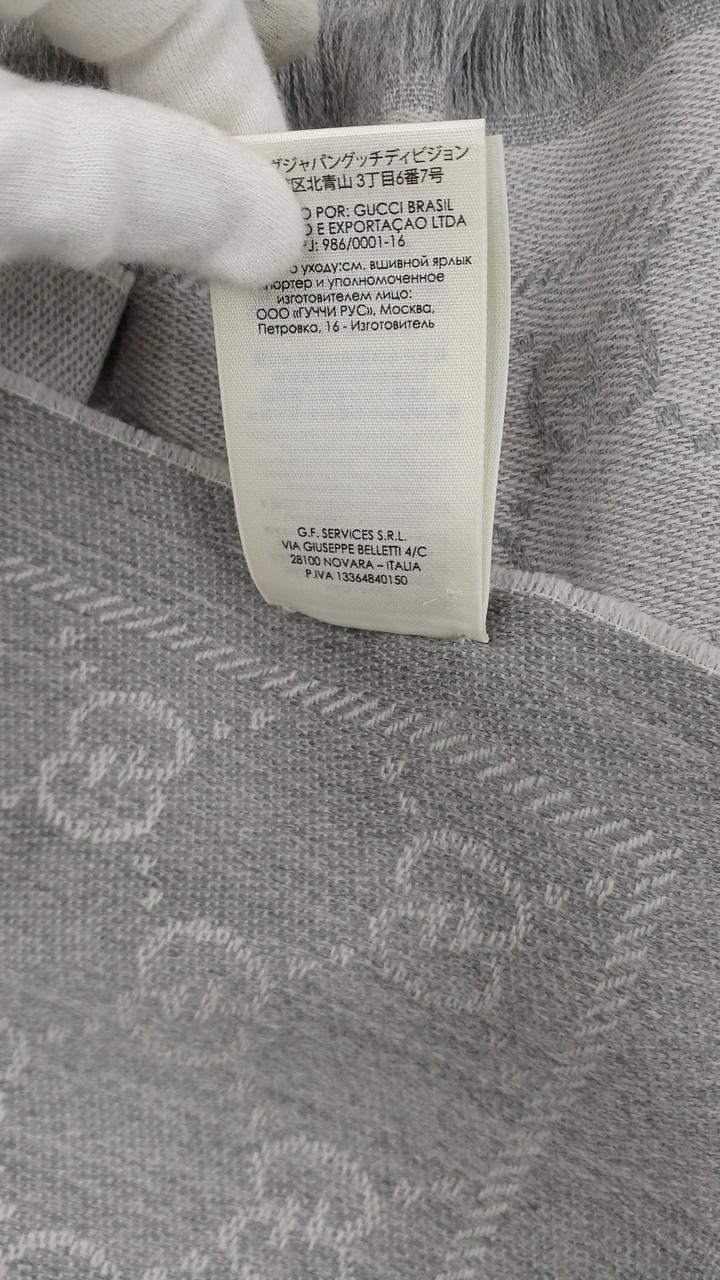 ジャパングッチディビジョン
区北青山 3丁目6番7号
O POR: GUCCI BRASIL
O E EXPORTAÇAO LTDA
J: 986/0001-16
уходу:см. вшивной ярлык
портер и уполномоченное
изготовителем лицо:
ООО «ГУЧЧИ РУС», Москва,
Петровка, 16 - Изготовитель
G.F. SERVICES S.R.L.
VIA GIUSEPPE BELLETTI 4/C
28100 NOVARA – ITALIA
P.IVA 13364840150